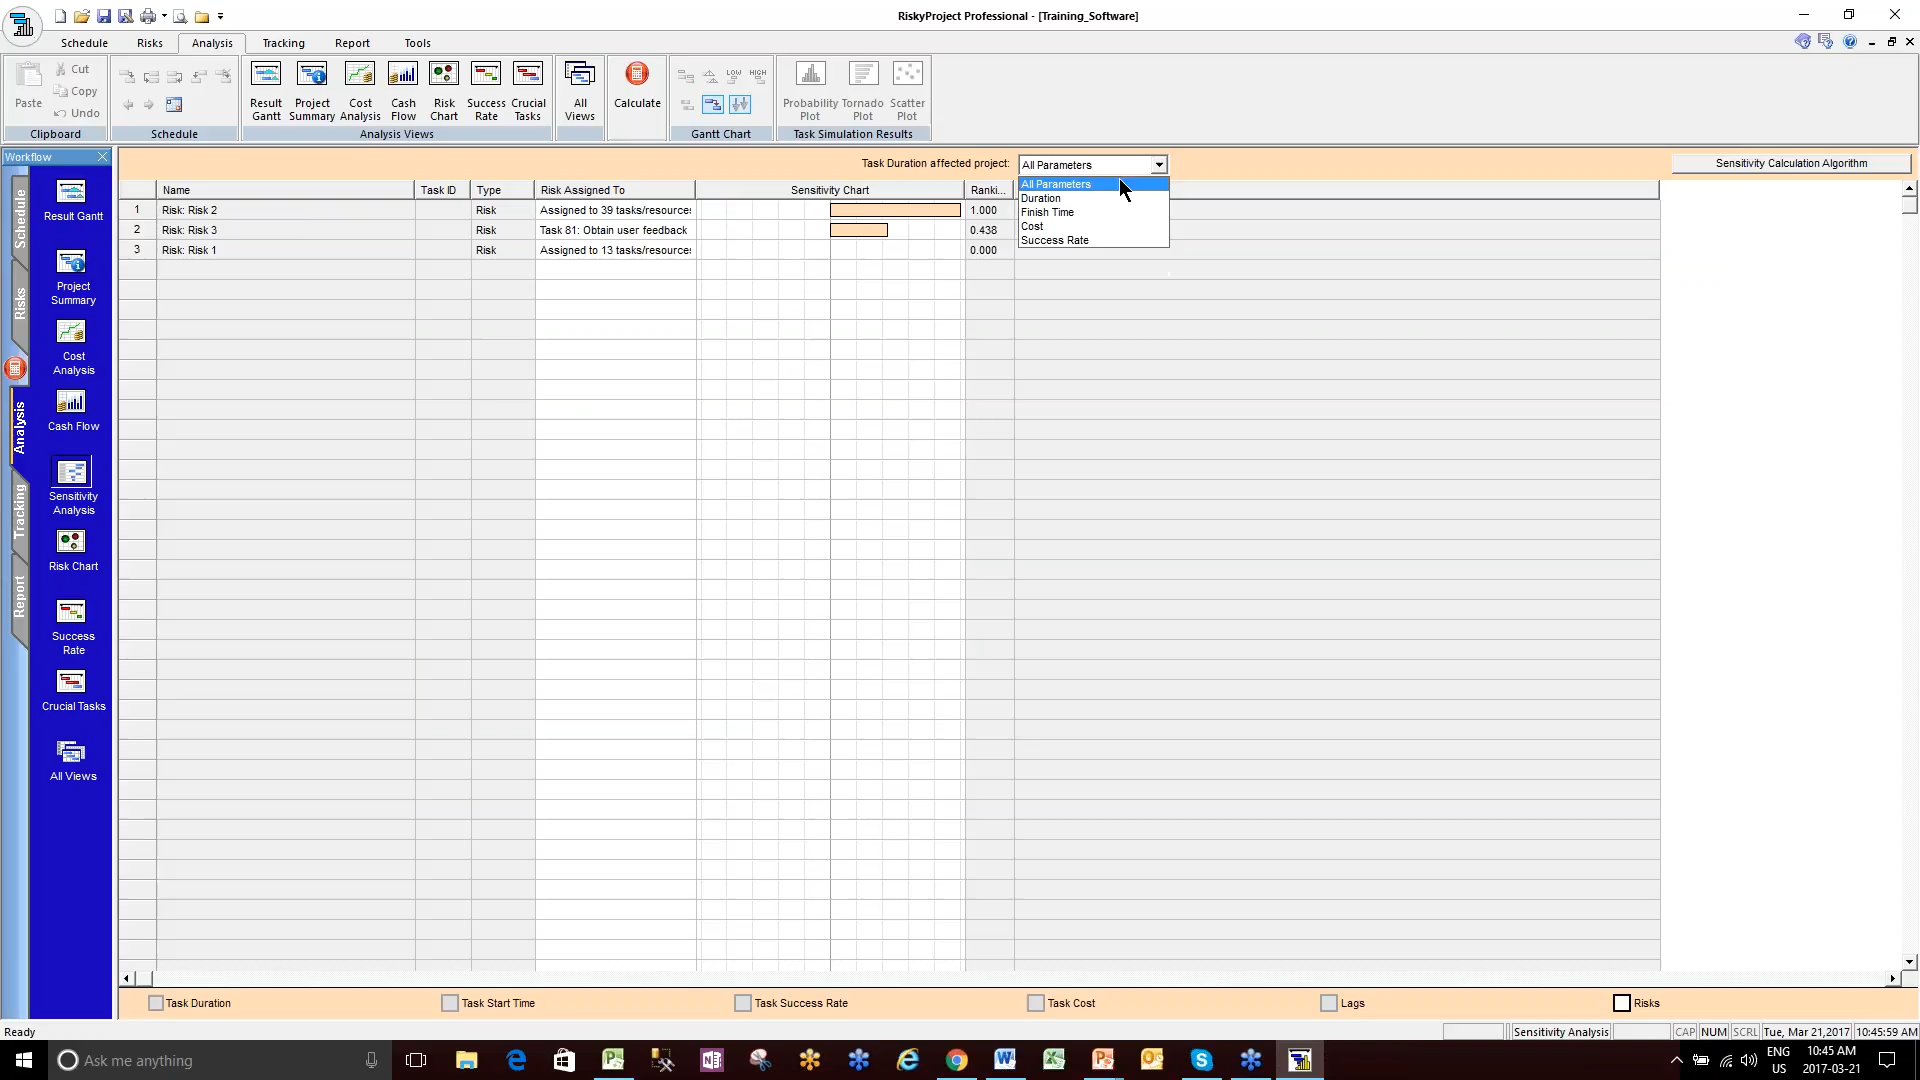 RiskyProject Professional - [Training_Software]
Schedule Risks Analysis Tracking Report Tools
Paste
Cut
Copy
Undo
Clipboard
Schedule
Result Gantt
Project Summary
Cost Analysis
Cash Flow
Risk Chart
Success Rate
Crucial Tasks
Analysis Views
All Views
Calculate
LOW HIGH
Gantt Chart
Probability Plot
Tornado Plot
Scatter Plot
Task Simulation Results
Workflow
Schedule
Risks
Analysis
Tracking
Report
Result Gantt
Project
Summary
Cost
Analysis
Cash Flow
Sensitivity
Analysis
Risk Chart
Success
Rate
Crucial Tasks
All Views
Task Duration affected project: All Parameters
Sensitivity Calculation Algorithm
All Parameters
Duration
Finish Time
Cost
Success Rate
Name Task ID Type Risk Assigned To Sensitivity Chart Ranki...
1 Risk: Risk 2 Risk Assigned to 39 tasks/resources 1.000
2 Risk: Risk 3 Risk Task 81: Obtain user feedback 0.438
3 Risk: Risk 1 Risk Assigned to 13 tasks/resources 0.000
Task Duration Task Start Time Task Success Rate Task Cost Lags Risks
Ready
Sensitivity Analysis CAP NUM SCRL Tue, Mar 21,2017 10:45:59 AM
Ask me anything
ENG
US
10:45 AM
2017-03-21